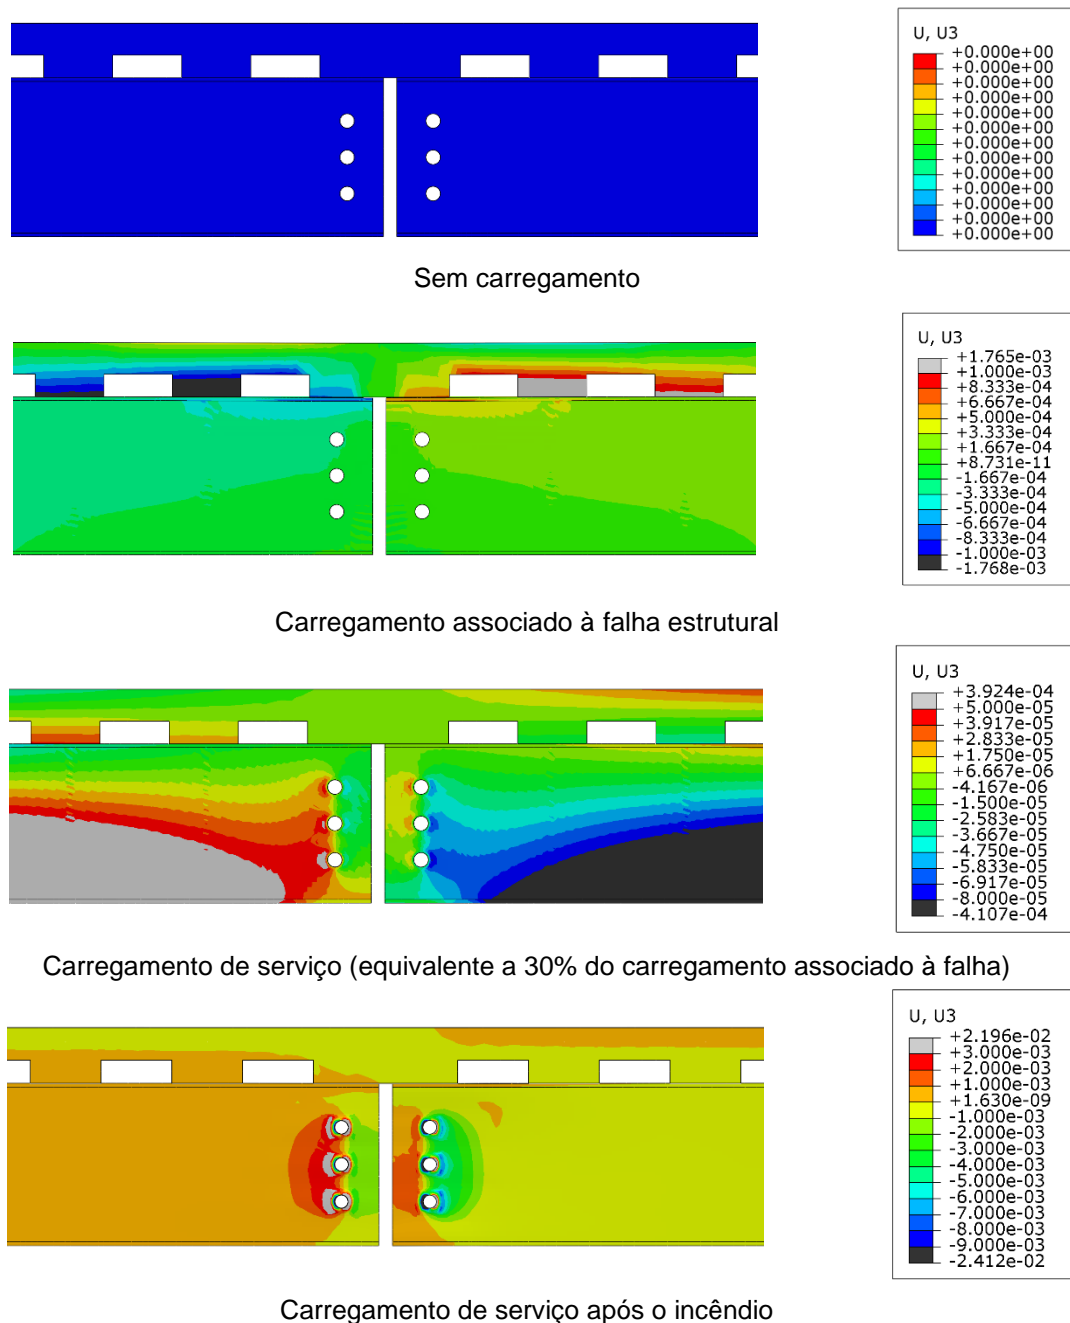 U, U3
+0.000e+00
+0.000e+00
+0.000e+00
+0.000e+00
+0.000e+00
+0.000e+00
+0.000e+00
+0.000e+00
+0.000e+00
+0.000e+00
+0.000e+00
+0.000e+00
+0.000e+00
Sem carregamento
U, U3
+1.765e-03
+1.000e-03
+8.333e-04
+6.667e-04
+5.000e-04
+3.333e-04
+1.667e-04
+8.731e-11
-1.667e-04
-3.333e-04
-5.000e-04
-6.667e-04
-8.333e-04
-1.000e-03
-1.768e-03
Carregamento associado à falha estrutural
U, U3
+3.924e-04
+5.000e-05
+3.917e-05
+2.833e-05
+1.750e-05
+6.667e-06
-4.167e-06
-1.500e-05
-2.583e-05
-3.667e-05
-4.750e-05
-5.833e-05
-6.917e-05
-8.000e-05
-4.107e-04
Carregamento de serviço (equivalente a 30% do carregamento associado à falha)
U, U3
+2.196e-02
+3.000e-03
+2.000e-03
+1.000e-03
+1.630e-09
-1.000e-03
-2.000e-03
-3.000e-03
-4.000e-03
-5.000e-03
-6.000e-03
-7.000e-03
-8.000e-03
-9.000e-03
-2.412e-02
Carregamento de serviço após o incêndio